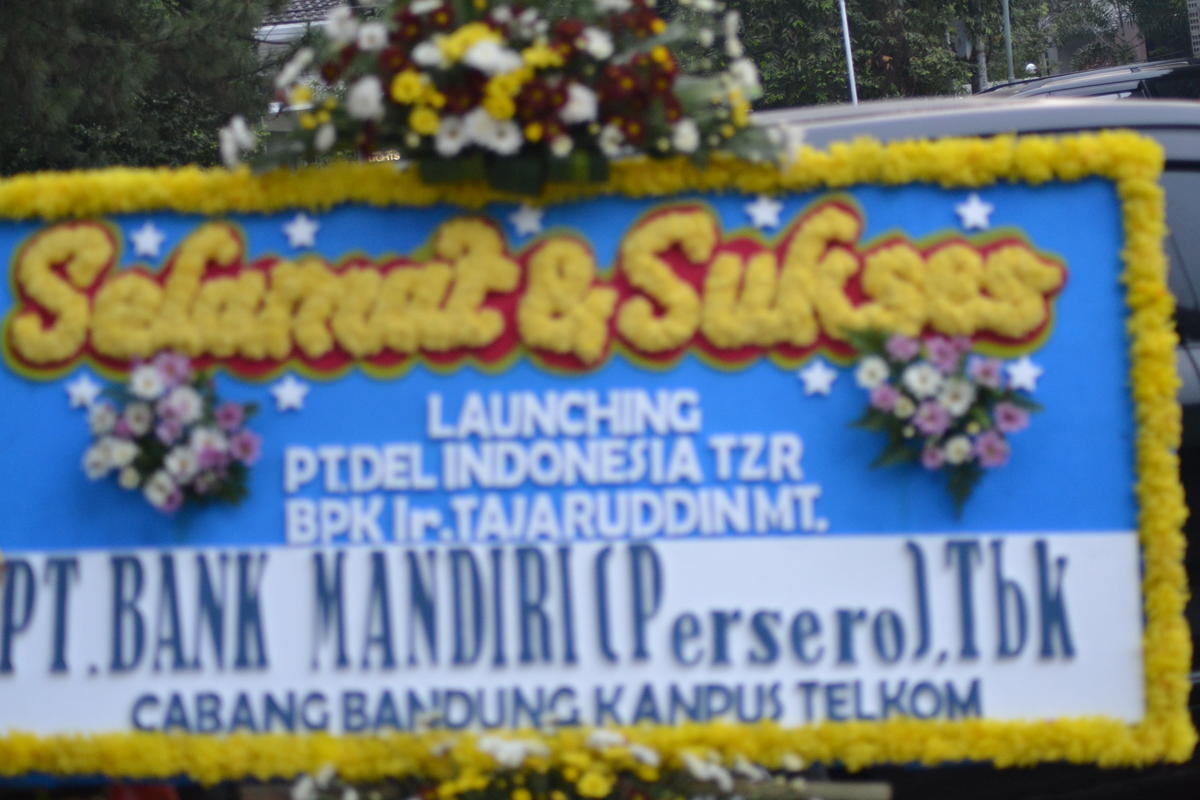 Selamat & Sukses
LAUNCHING
PT.DEL INDONESIA TZR
BPK Ir.TAJARUDDIN MT.
PT.BANK MANDIRI (Persero),Tbk
CABANG BANDUNG KANPUS TELKOM